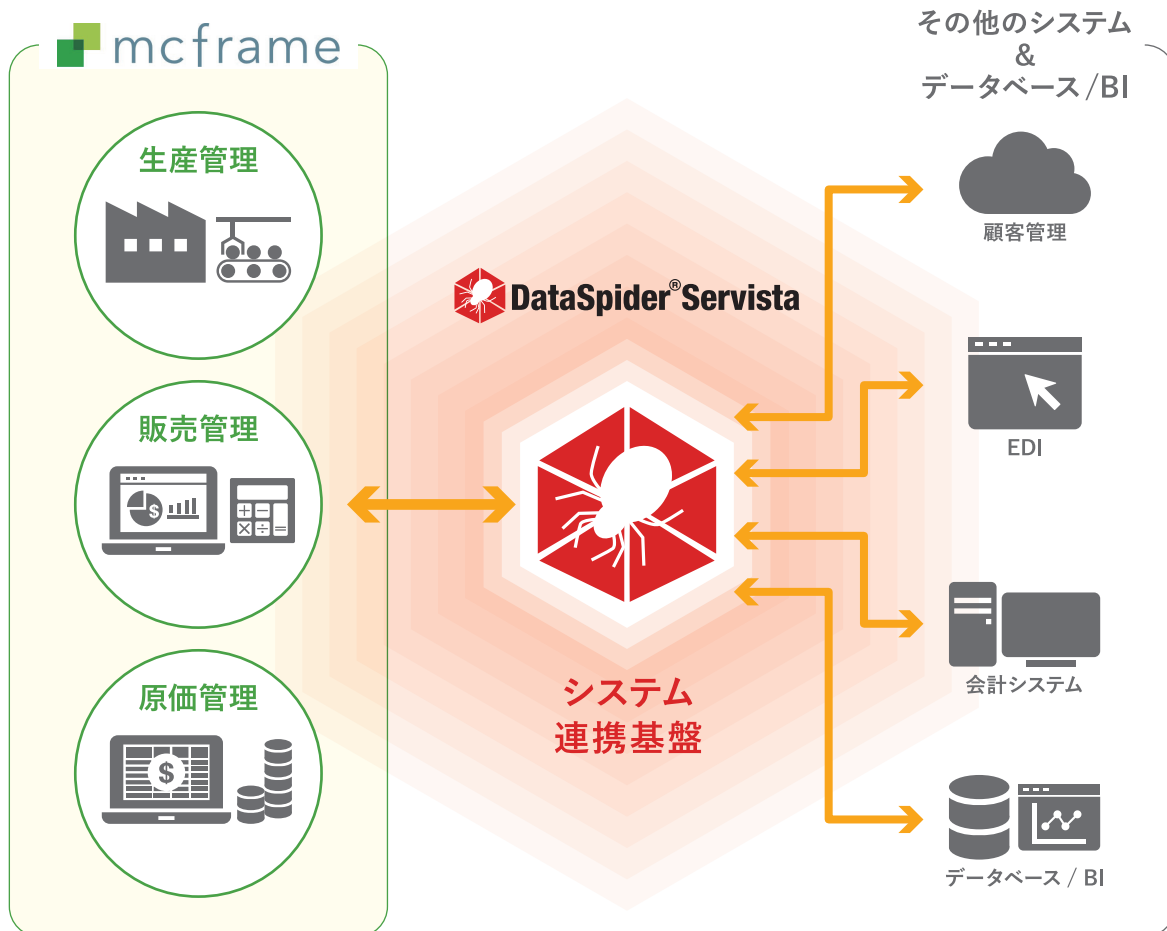 mcframe
生産管理
販売管理
原価管理
DataSpider®Servista
システム
連携基盤
その他のシステム
&
データベース/BI
顧客管理
EDI
会計システム
データベース / BI